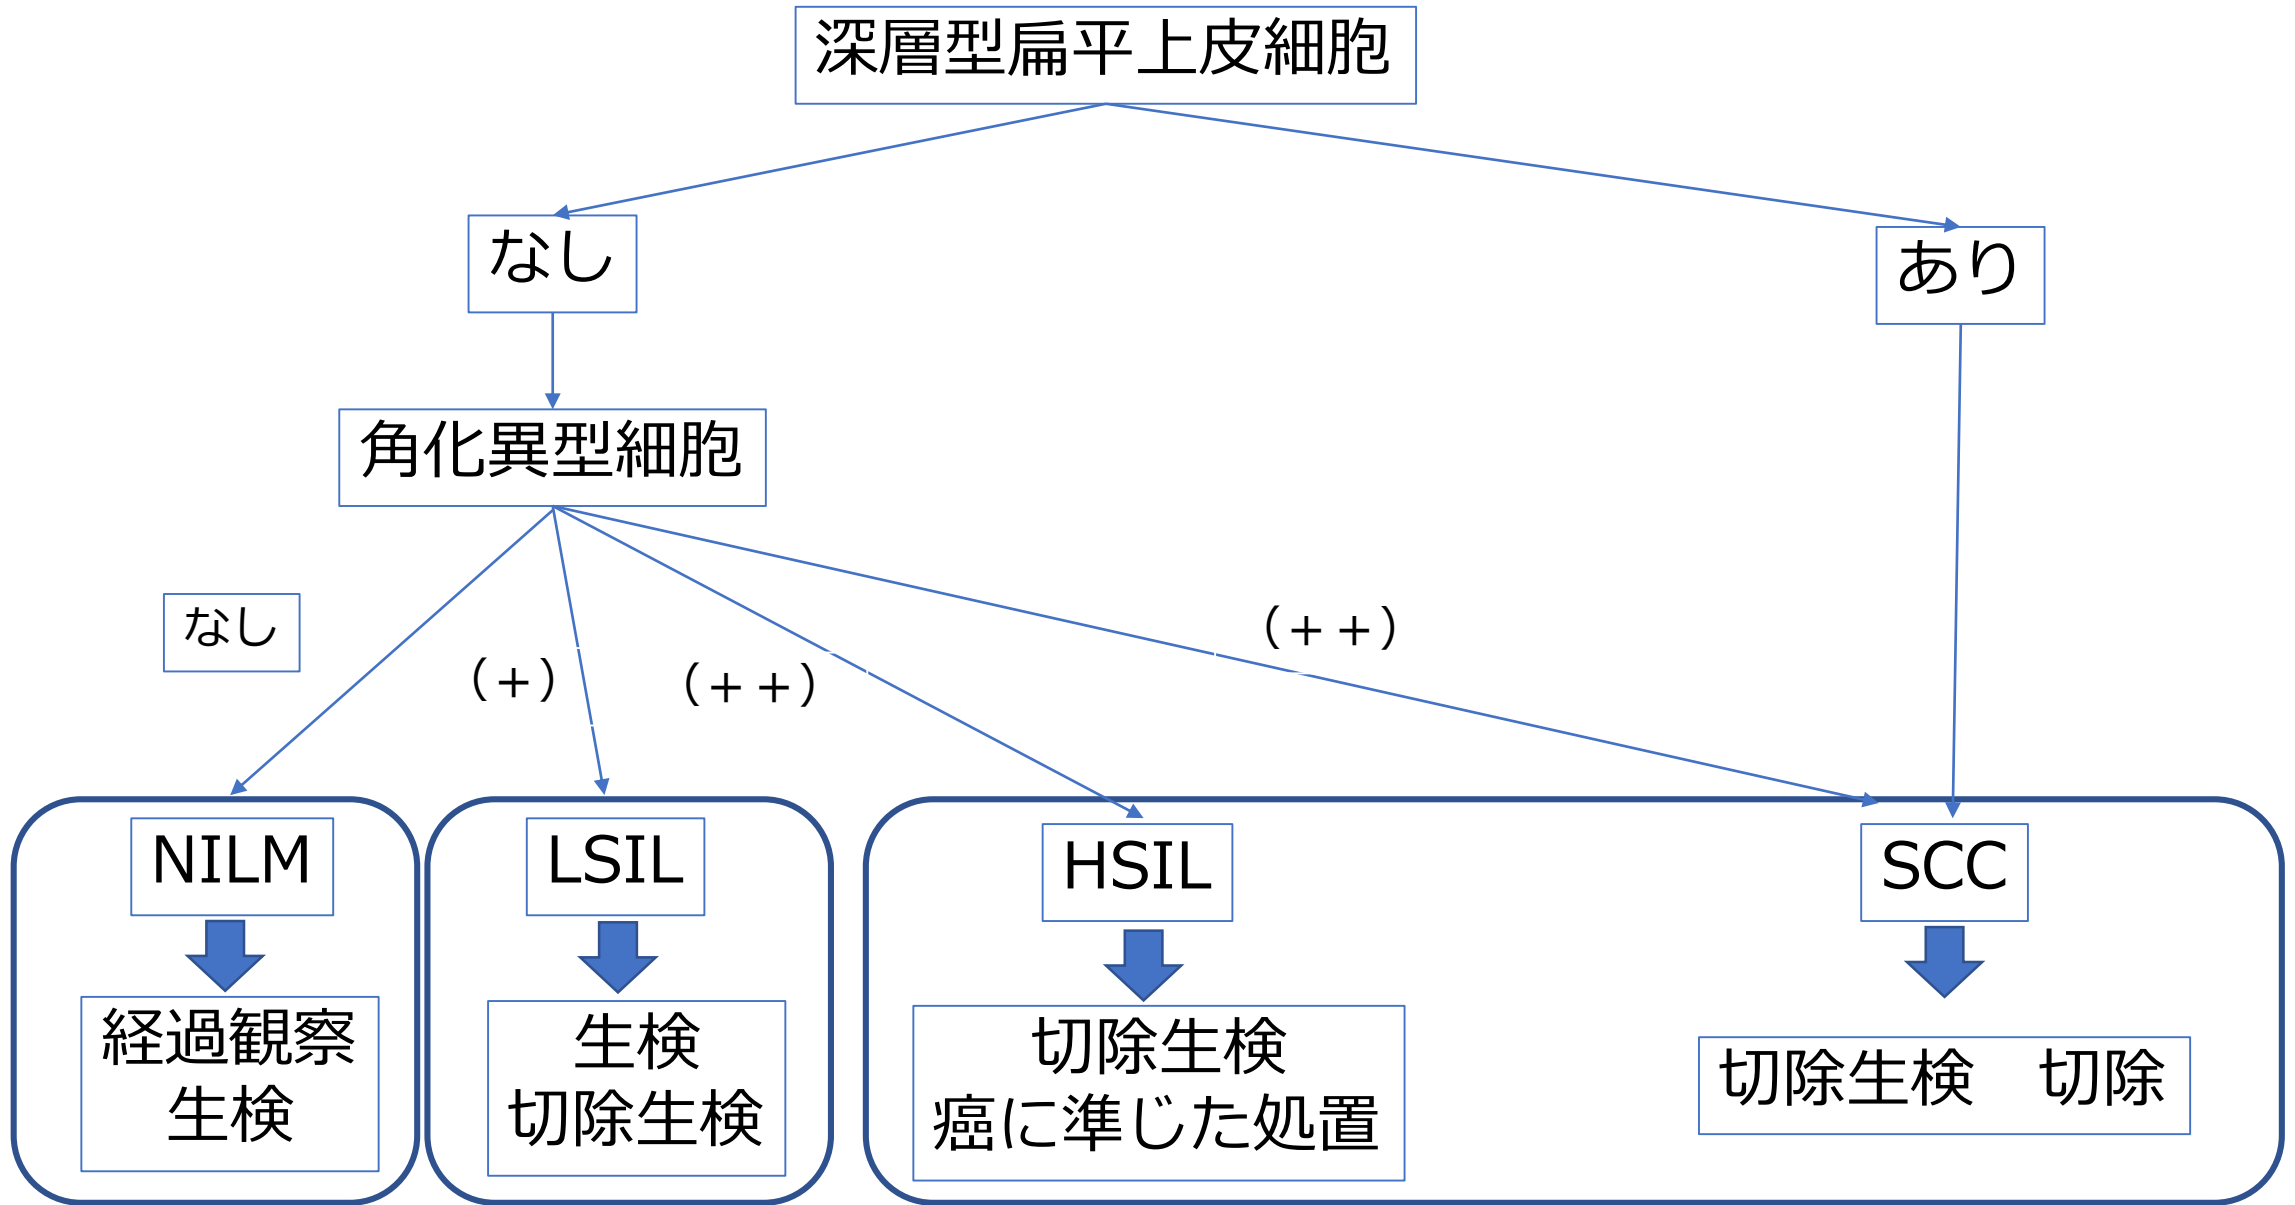 深層型扁平上皮細胞
なし
あり
角化異型細胞
なし
（+）
（+ +）
（+ +）
NILM
LSIL
HSIL
SCC
経過観察
生検
生検
切除生検
切除生検
癌に準じた処置
切除生検　切除